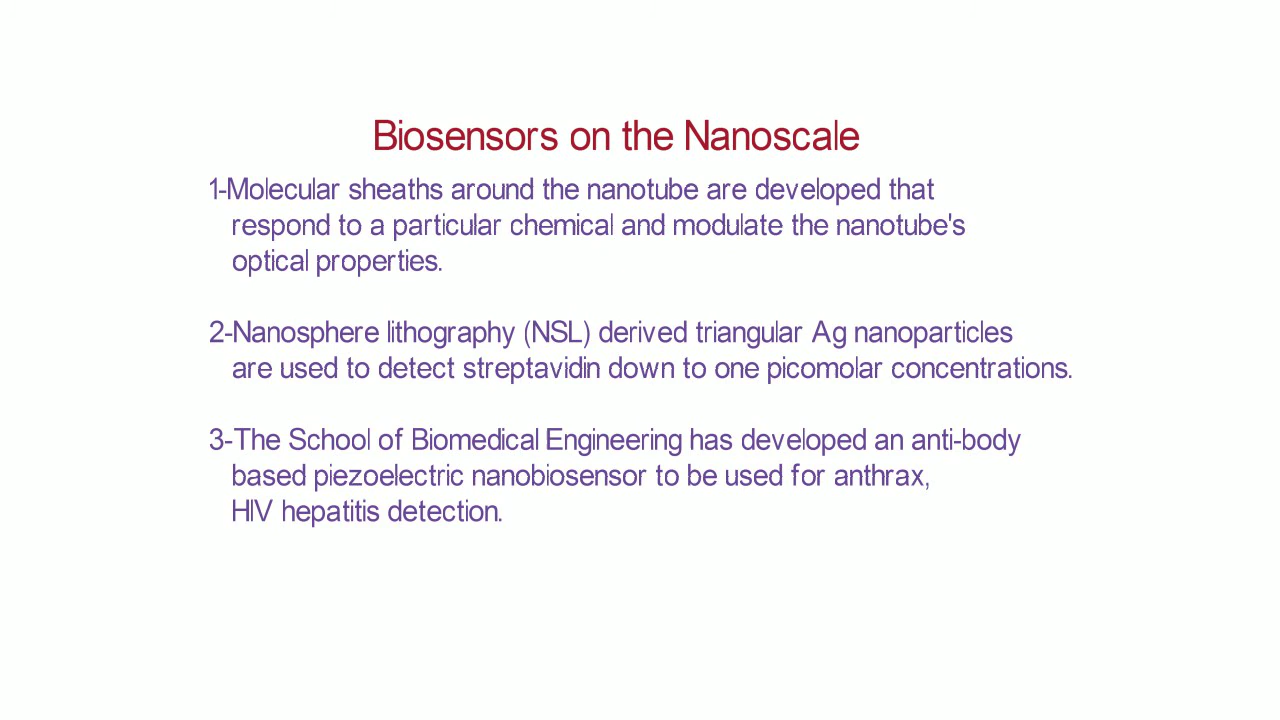 Biosensors on the Nanoscale
1-Molecular sheaths around the nanotube are developed that
respond to a particular chemical and modulate the nanotube's
optical properties.
2-Nanosphere lithography (NSL) derived triangular Ag nanoparticles
are used to detect streptavidin down to one picomolar concentrations.
3-The School of Biomedical Engineering has developed an anti-body
based piezoelectric nanobiosensor to be used for anthrax,
HIV hepatitis detection.